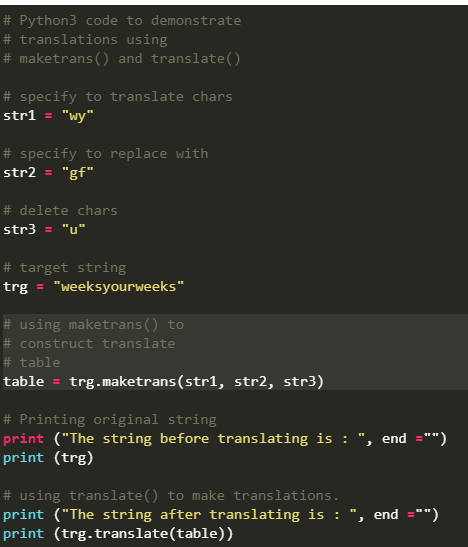 # Python3 code to demonstrate
# translations using
# maketrans() and translate()
# specify to translate chars
str1 = "wy"
# specify to replace with
str2 = "gf"
# delete chars
str3 = "u"
# target string
trg = "weeksyourweeks"
# using maketrans() to
# construct translate
# table
table = trg.maketrans(str1, str2, str3)
# Printing original string
print ("The string before translating is : ", end ="")
print (trg)
# using translate() to make translations.
print ("The string after translating is : ", end ="")
print (trg.translate(table))